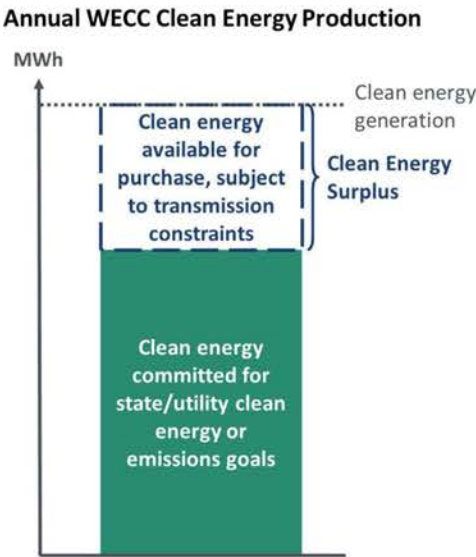 Annual WECC Clean Energy Production
MWh
Clean energy
generation
Clean energy
available for
purchase, subject
to transmission
constraints
Clean Energy
Surplus
Clean energy
committed for
state/utility clean
energy or
emissions goals